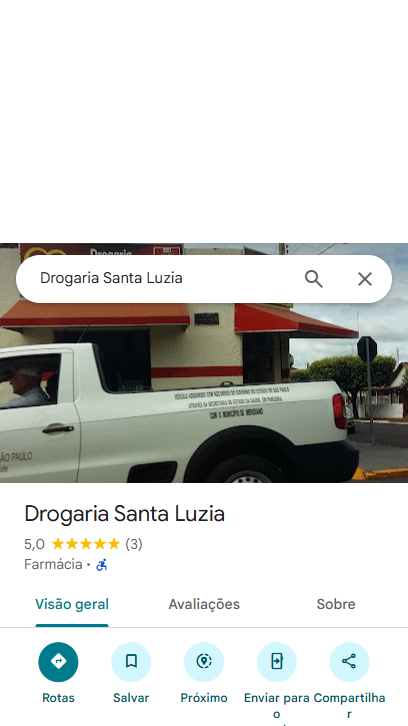 Drogaria
Drogaria Santa Luzia
VEÍCULO ADQUIRIDO COM RECURSOS DO GOVERNO DO ESTADO DE SÃO PAULO
ATRAVÉS DA SECRETARIA DE ESTADO DA SAÚDE, EM PARCERIA
COM O MUNICÍPIO DE MERIDIANO
SÃO PAULO
Drogaria Santa Luzia
5,0 (3)
Farmácia ·
Visão geral Avaliações Sobre
Rotas Salvar Próximo Enviar para Compartilha
o r